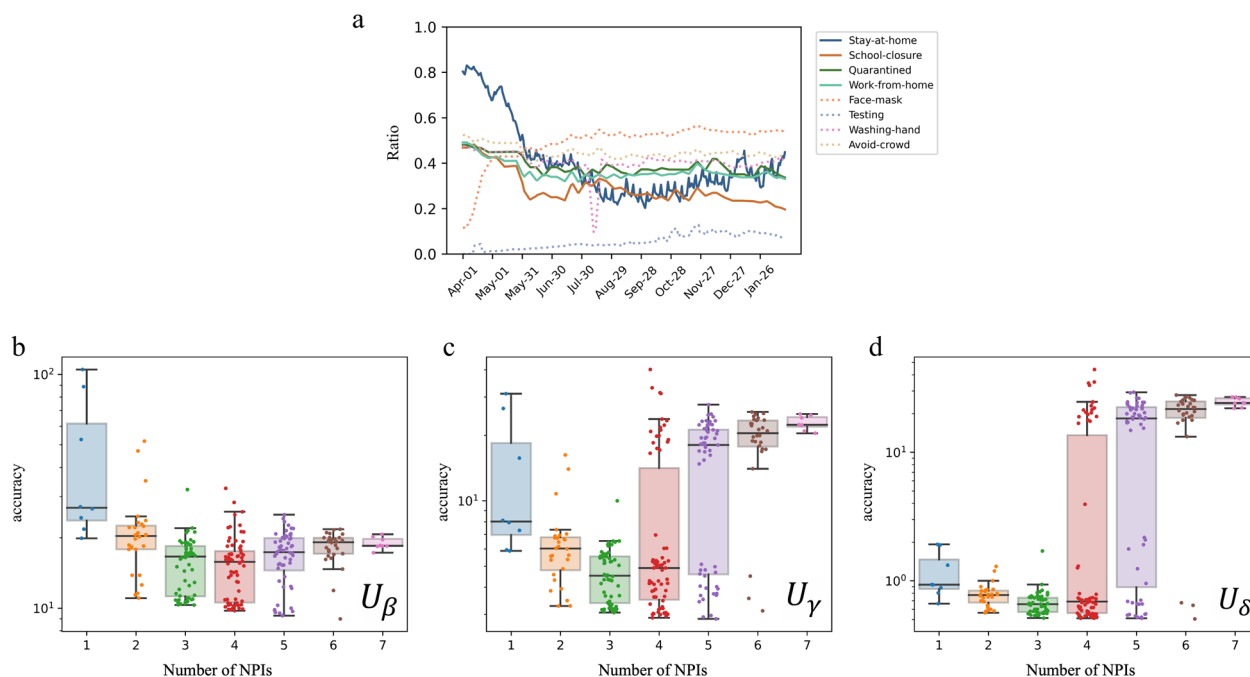 a
1.0
0.8
0.6
0.4
0.2
0.0
Ratio
Apr-01
May-01
May-31
Jun-30
Jul-30
Aug-29
Sep-28
Oct-28
Nov-27
Dec-27
Jan-26
Stay-at-home
School-closure
Quarantined
Work-from-home
Face-mask
Testing
Washing-hand
Avoid-crowd
b
accuracy
10²
10¹
U_β
1 2 3 4 5 6 7
Number of NPIs
c
accuracy
10¹
U_γ
1 2 3 4 5 6 7
Number of NPIs
d
accuracy
10¹
10⁰
U_δ
1 2 3 4 5 6 7
Number of NPIs